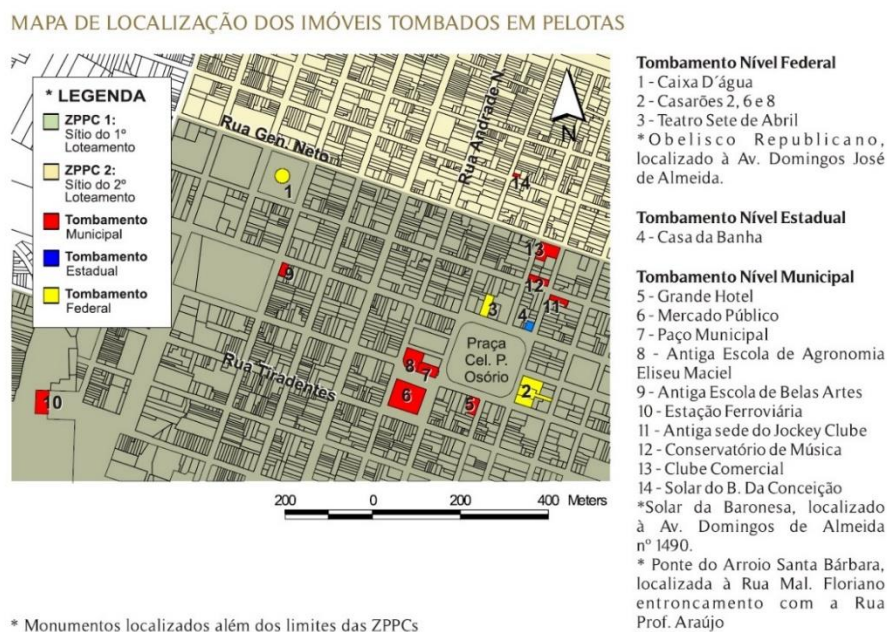 MAPA DE LOCALIZAÇÃO DOS IMÓVEIS TOMBADOS EM PELOTAS
* LEGENDA
ZPPC 1:
Sítio do 1º
Loteamento
ZPPC 2:
Sítio do 2º
Loteamento
Tombamento
Municipal
Tombamento
Estadual
Tombamento
Federal
Rua Gen. Neto
Rua Andrade N
N
1
14
13
12
11
9
3
4
Praça
Cel. P.
Osório
Rua Tiradentes
8
7
6
5
2
10
200 0 200 400 Meters
Tombamento Nível Federal
1 - Caixa D´água
2 - Casarões 2, 6 e 8
3 - Teatro Sete de Abril
* Obelisco Republicano,
localizado à Av. Domingos José
de Almeida.
Tombamento Nível Estadual
4 - Casa da Banha
Tombamento Nível Municipal
5 - Grande Hotel
6 - Mercado Público
7 - Paço Municipal
8 - Antiga Escola de Agronomia
Eliseu Maciel
9 - Antiga Escola de Belas Artes
10 - Estação Ferroviária
11 - Antiga sede do Jockey Clube
12 - Conservatório de Música
13 - Clube Comercial
14 - Solar do B. Da Conceição
*Solar da Baronesa, localizado
à Av. Domingos de Almeida
nº 1490.
* Ponte do Arroio Santa Bárbara,
localizada à Rua Mal. Floriano
entroncamento com a Rua
Prof. Araújo
* Monumentos localizados além dos limites das ZPPCs